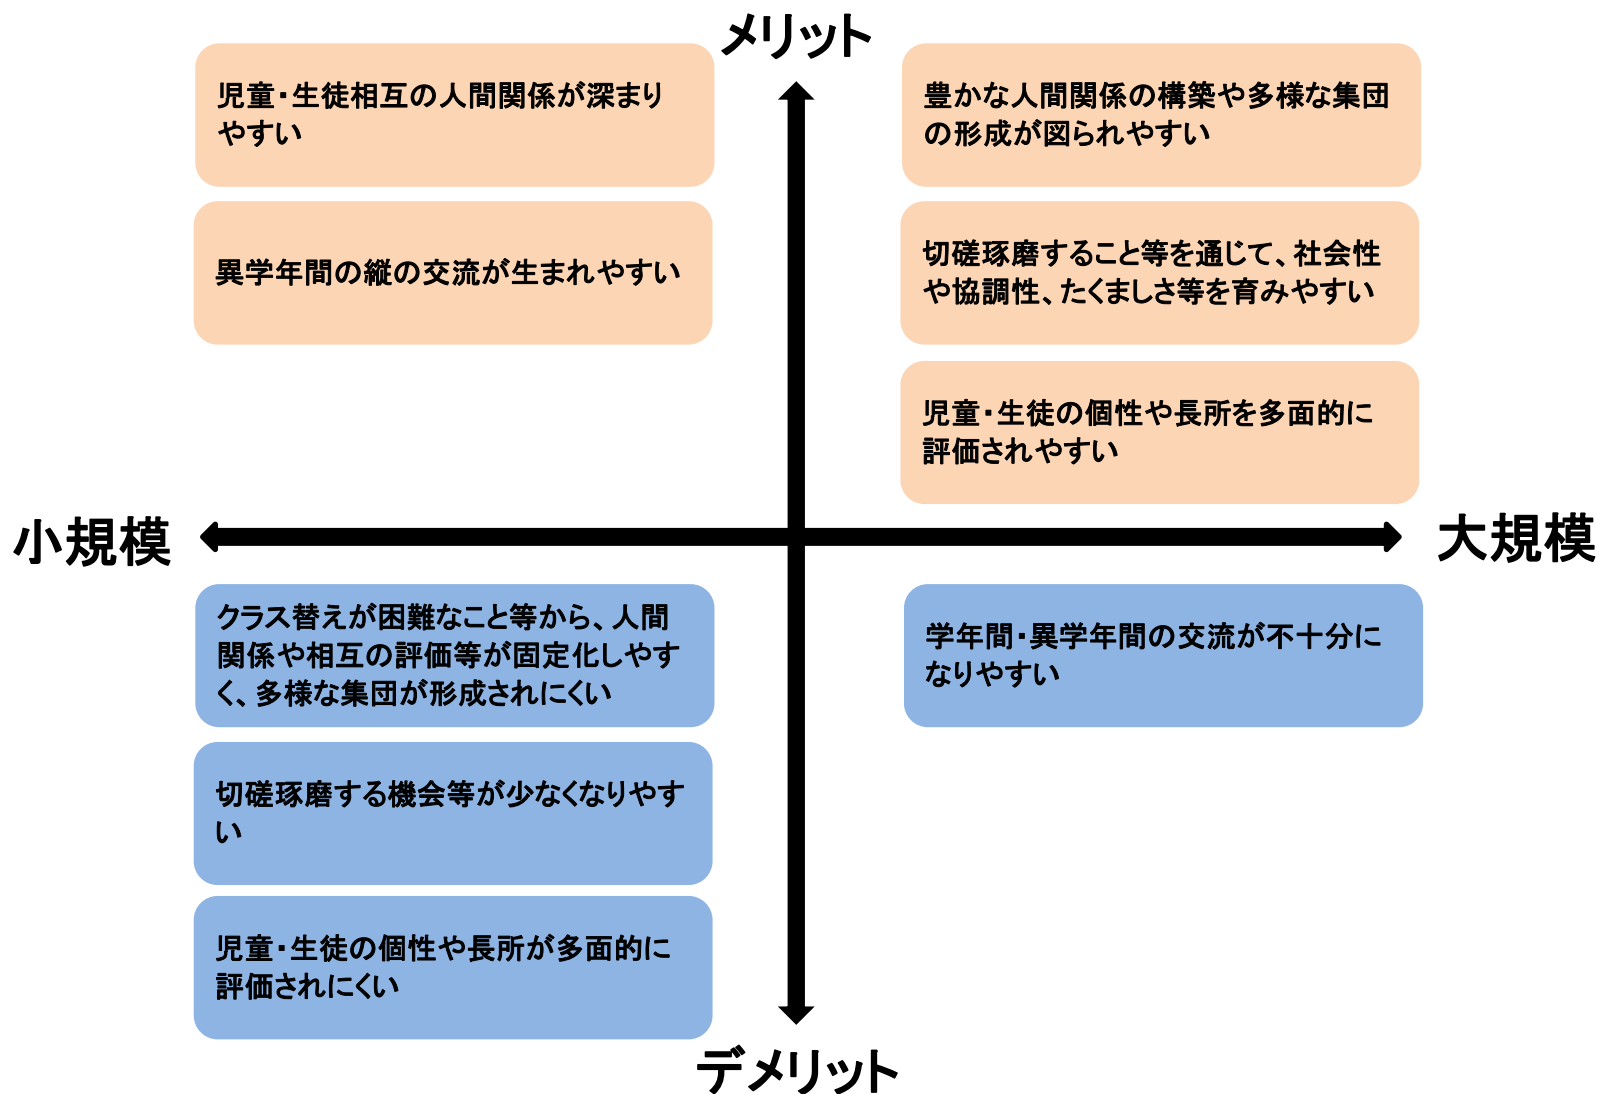 メリット
児童・生徒相互の人間関係が深まり
やすい
異学年間の縦の交流が生まれやすい
豊かな人間関係の構築や多様な集団
の形成が図られやすい
切磋琢磨すること等を通じて、社会性
や協調性、たくましさ等を育みやすい
児童・生徒の個性や長所を多面的に
評価されやすい
小規模
大規模
クラス替えが困難なこと等から、人間
関係や相互の評価等が固定化しやす
く、多様な集団が形成されにくい
切磋琢磨する機会等が少なくなりやす
い
児童・生徒の個性や長所が多面的に
評価されにくい
学年間・異学年間の交流が不十分に
なりやすい
デメリット